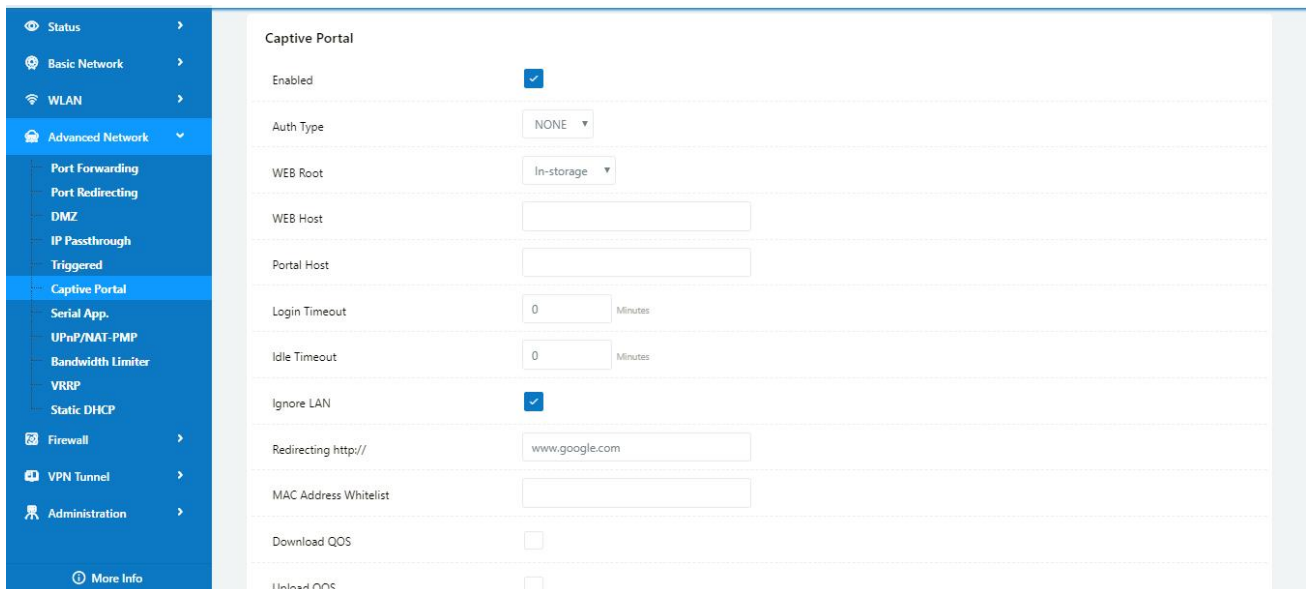 Status
Basic Network
WLAN
Advanced Network
Port Forwarding
Port Redirecting
DMZ
IP Passthrough
Triggered
Captive Portal
Serial App.
UPnP/NAT-PMP
Bandwidth Limiter
VRRP
Static DHCP
Firewall
VPN Tunnel
Administration
More Info
Captive Portal
Enabled
Auth Type NONE
WEB Root In-storage
WEB Host
Portal Host
Login Timeout 0 Minutes
Idle Timeout 0 Minutes
Ignore LAN
Redirecting http:// www.google.com
MAC Address Whitelist
Download QOS
Upload QOS